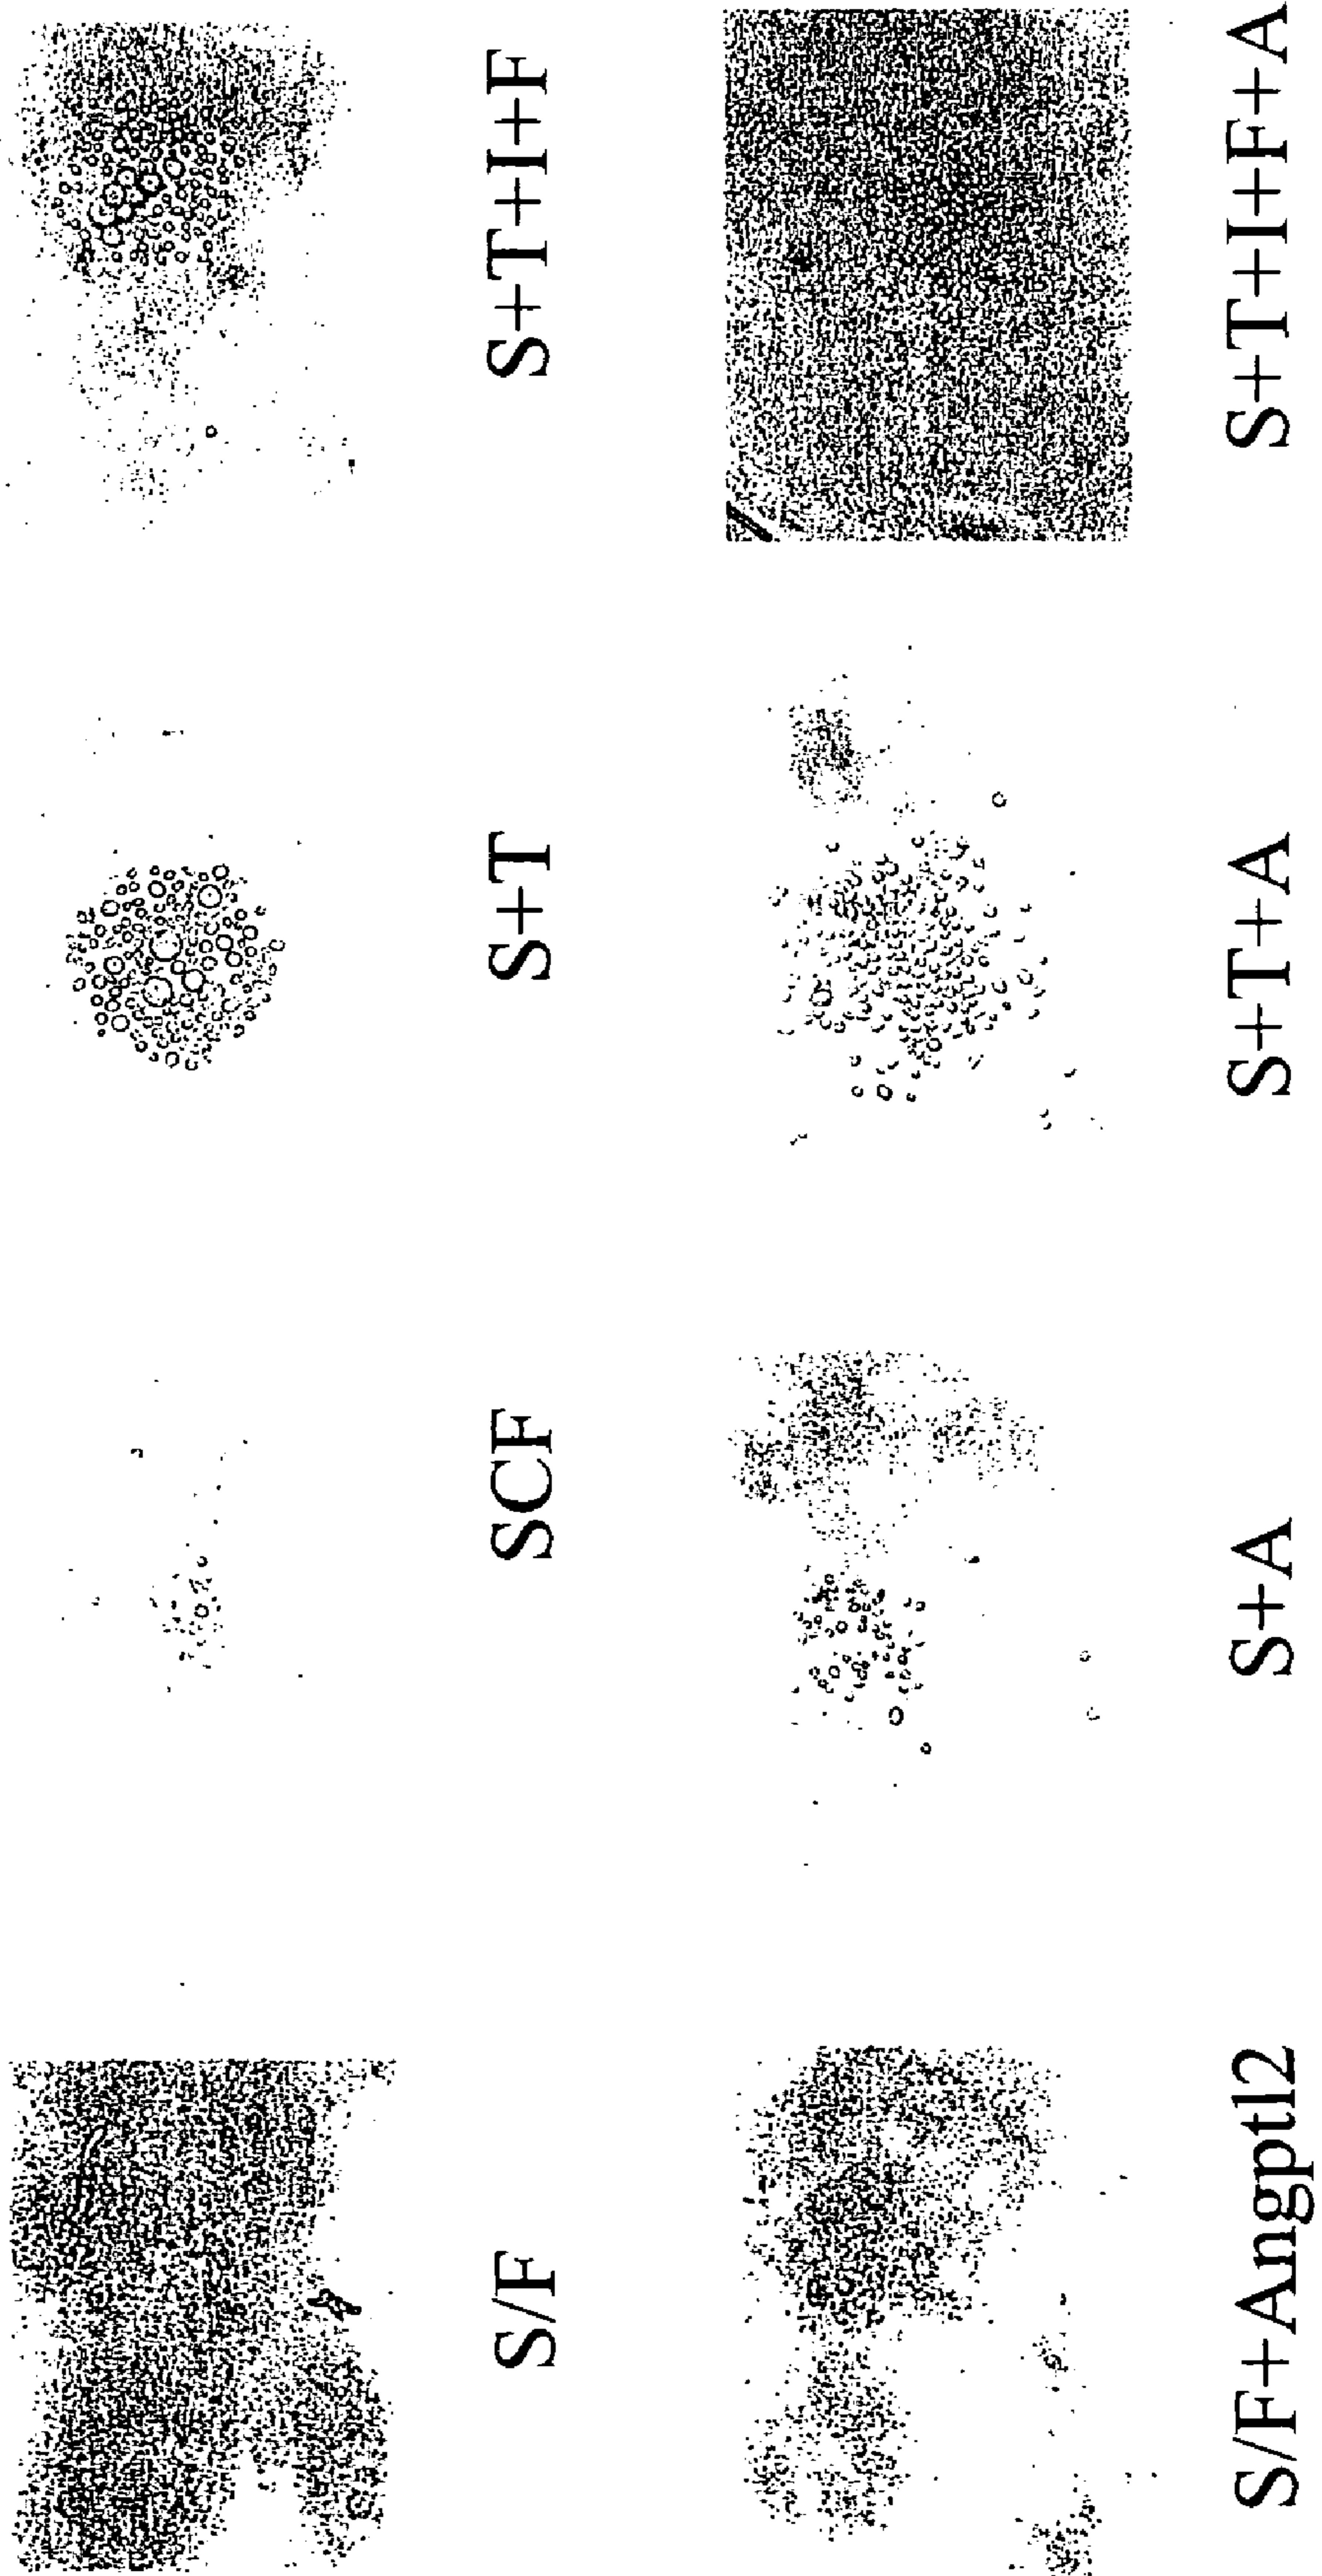 S/F
SCF
S+T
S+T+I+F
S/F+Angptl2
S+A
S+T+A
S+T+I+F+A